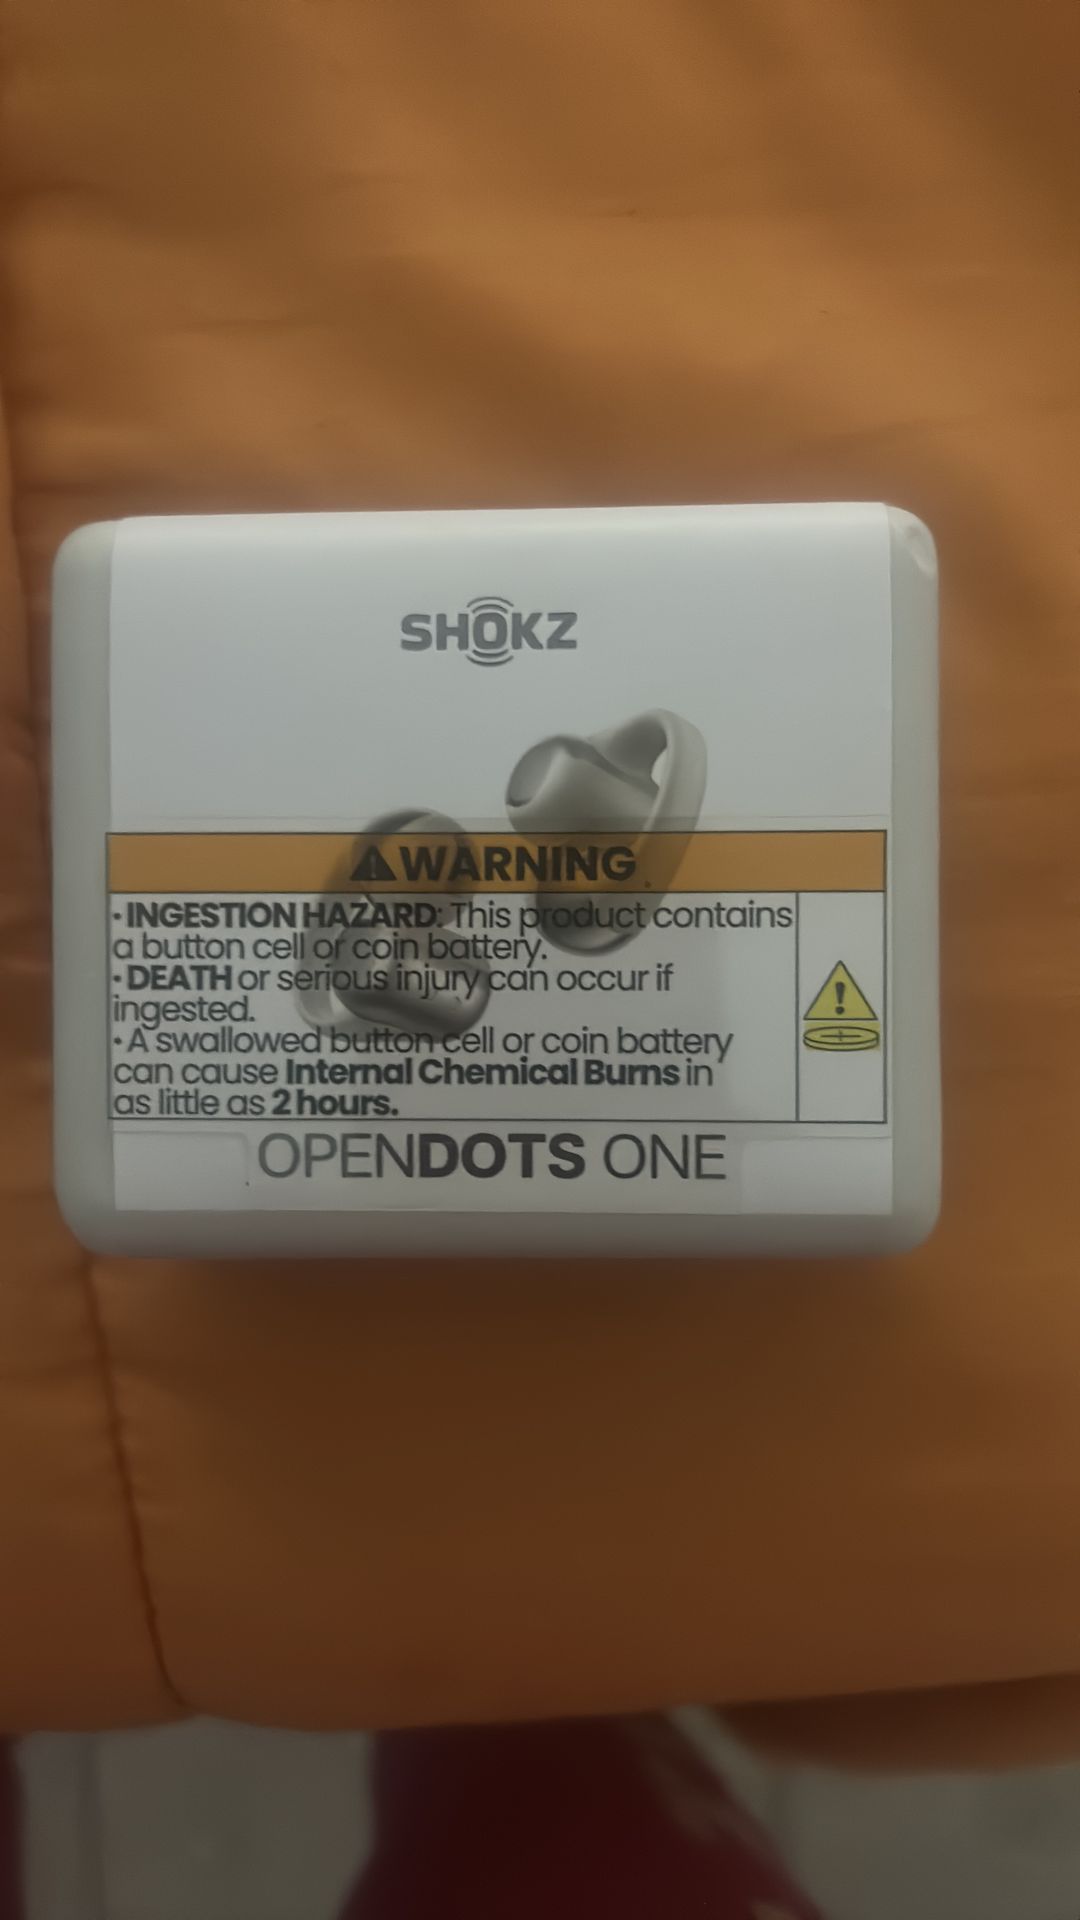 SHOKZ
WARNING
• INGESTION HAZARD: This product contains
a button cell or coin battery.
• DEATH or serious injury can occur if
ingested.
• A swallowed button cell or coin battery
can cause Internal Chemical Burns in
as little as 2 hours.
OPENDOTS ONE